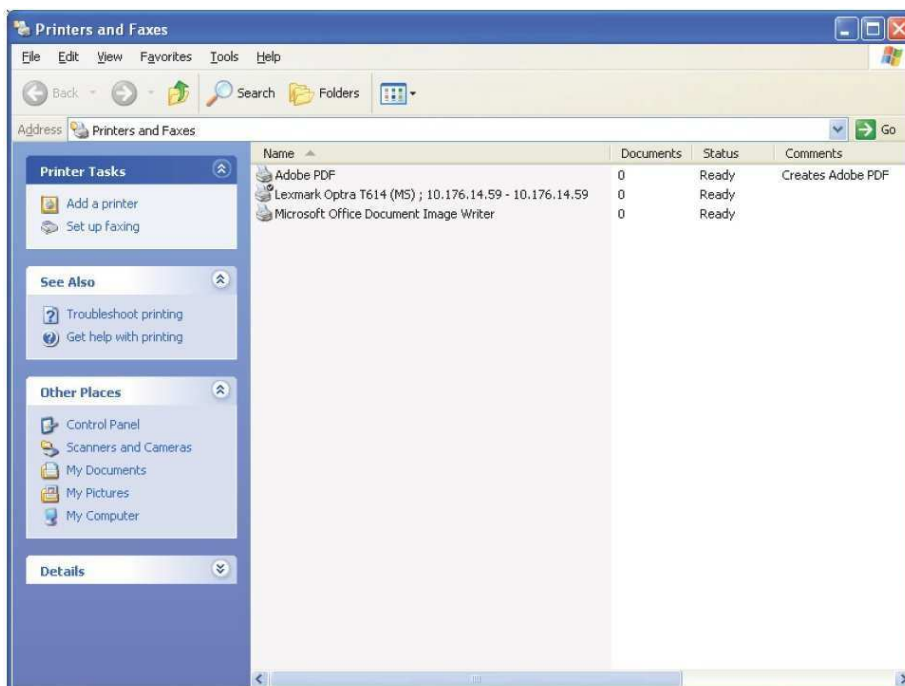 Printers and Faxes
File Edit View Favorites Tools Help
Back Search Folders
Address Printers and Faxes Go
Printer Tasks
Add a printer
Set up faxing
See Also
Troubleshoot printing
Get help with printing
Other Places
Control Panel
Scanners and Cameras
My Documents
My Pictures
My Computer
Details
Name Documents Status Comments
Adobe PDF 0 Ready Creates Adobe PDF
Lexmark Optra T614 (MS) ; 10.176.14.59 - 10.176.14.59 0 Ready
Microsoft Office Document Image Writer 0 Ready